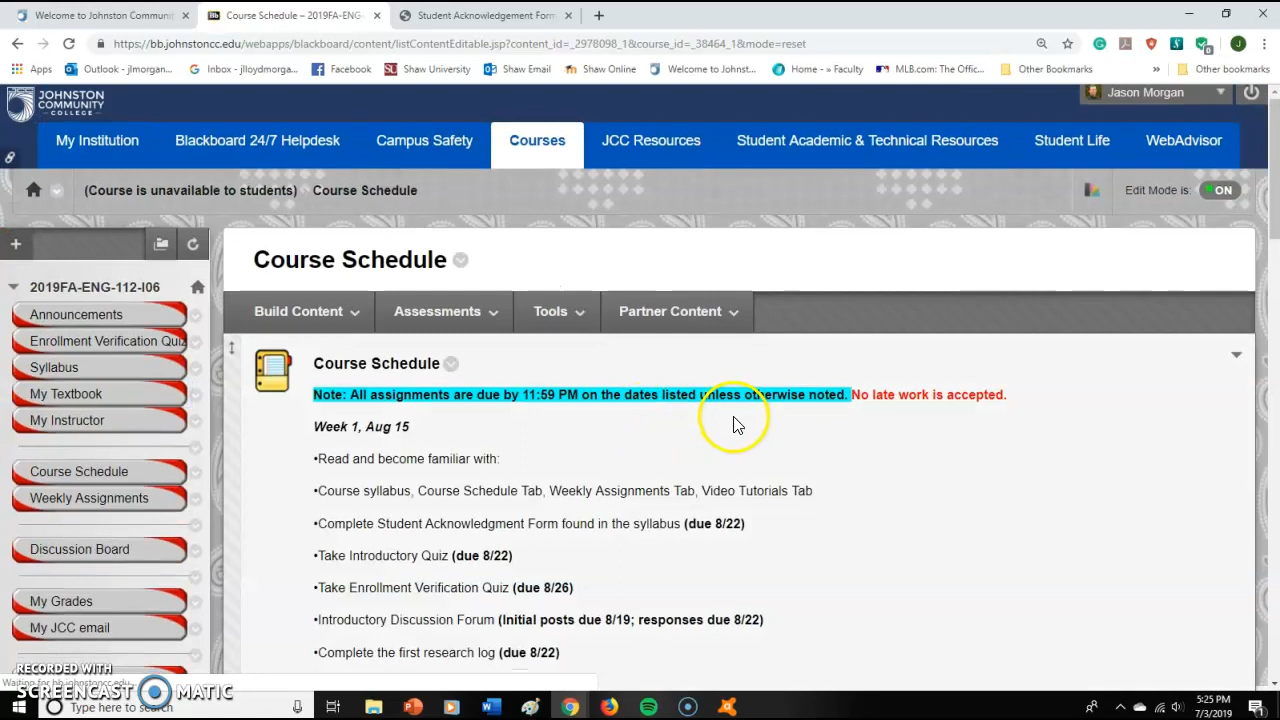 Welcome to Johnston Communit
Course Schedule – 2019FA-ENG-
Student Acknowledgement Form
https://bb.johnstoncc.edu/webapps/blackboard/content/listContentEditable.jsp?content_id=_2978098_1&course_id=_38464_1&mode=reset
Apps
Outlook - jlmorgan...
Inbox - jlloydmorga...
Facebook
Shaw University
Shaw Email
Shaw Online
Welcome to Johnst...
Home - » Faculty
MLB.com: The Offic...
Other Bookmarks
»
Other bookmarks
JOHNSTON
COMMUNITY
COLLEGE
Jason Morgan
My Institution
Blackboard 24/7 Helpdesk
Campus Safety
Courses
JCC Resources
Student Academic & Technical Resources
Student Life
WebAdvisor
(Course is unavailable to students)
Course Schedule
Edit Mode is:
ON
2019FA-ENG-112-I06
Announcements
Enrollment Verification Quiz
Syllabus
My Textbook
My Instructor
Course Schedule
Weekly Assignments
Discussion Board
My Grades
My JCC email
Course Schedule
Build Content
Assessments
Tools
Partner Content
Course Schedule
Note: All assignments are due by 11:59 PM on the dates listed unless otherwise noted. No late work is accepted.
Week 1, Aug 15
•Read and become familiar with:
•Course syllabus, Course Schedule Tab, Weekly Assignments Tab, Video Tutorials Tab
•Complete Student Acknowledgment Form found in the syllabus (due 8/22)
•Take Introductory Quiz (due 8/22)
•Take Enrollment Verification Quiz (due 8/26)
•Introductory Discussion Forum (Initial posts due 8/19; responses due 8/22)
•Complete the first research log (due 8/22)
RECORDED WITH
Waiting for bb.johnstoncc.edu...
SCREENCAST MATIC
Type here to search
5:25 PM
7/3/2019